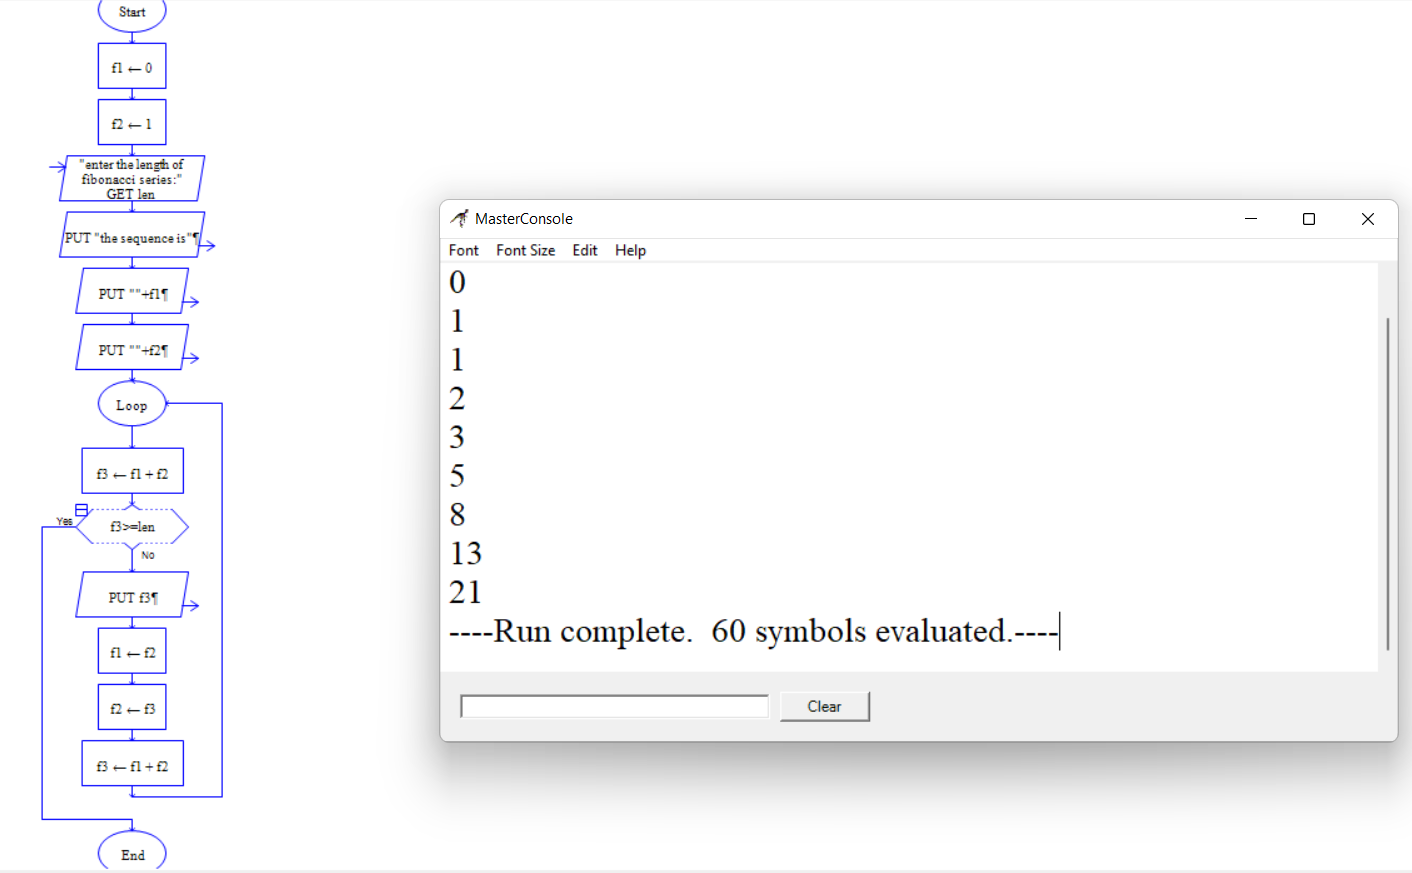 Start
f1 ← 0
f2 ← 1
"enter the length of
fibonacci series:"
GET len
PUT "the sequence is"¶
PUT ""+f1¶
PUT ""+f2¶
Loop
f3 ← f1 + f2
Yes
f3>=len
No
PUT f3¶
f1 ← f2
f2 ← f3
f3 ← f1 + f2
End
MasterConsole
Font Font Size Edit Help
0
1
1
2
3
5
8
13
21
----Run complete.  60 symbols evaluated.----
Clear